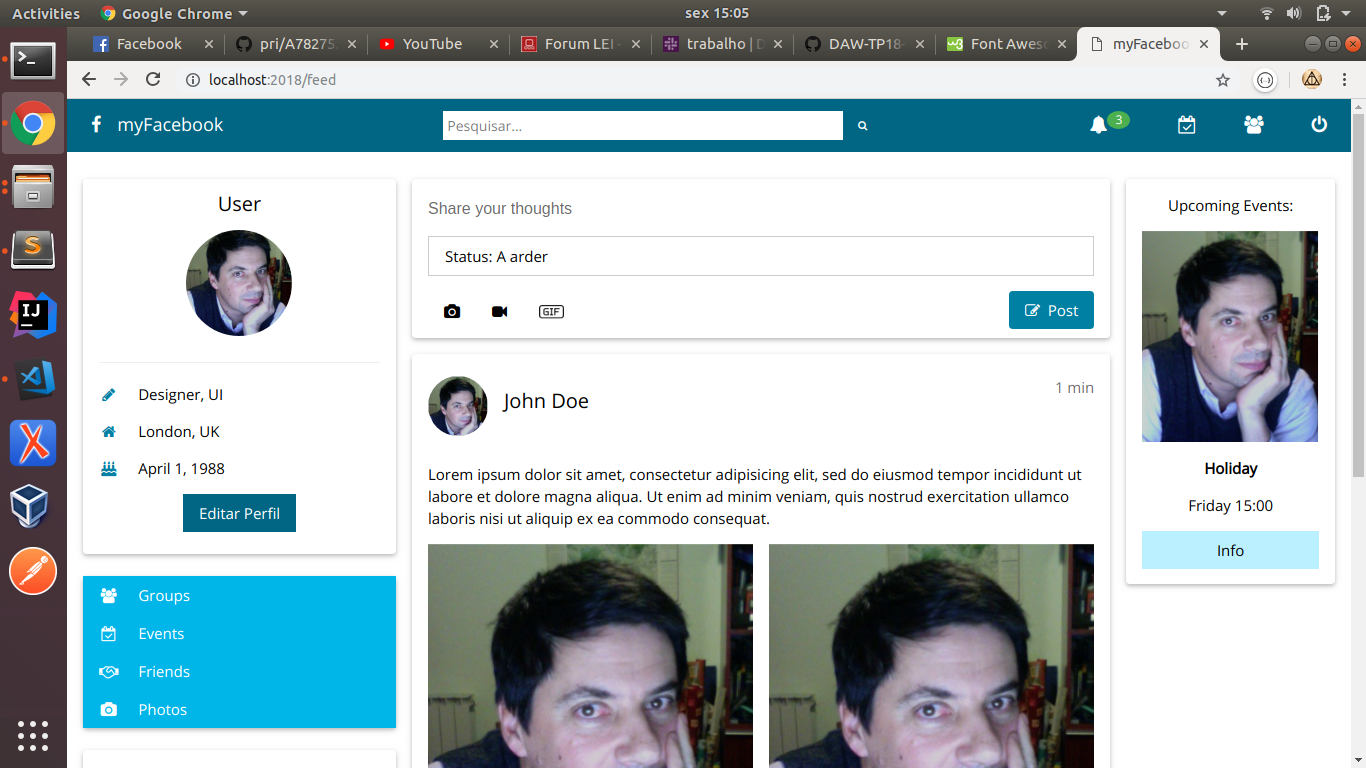 Activities Google Chrome sex 15:05
Facebook pri/A78275. YouTube Forum LEI - trabalho | D DAW-TP18- Font Aweso myFaceboo
localhost:2018/feed
myFacebook Pesquisar... 3
User
Designer, UI
London, UK
April 1, 1988
Editar Perfil
Groups
Events
Friends
Photos
Share your thoughts
Status: A arder
GIF Post
John Doe 1 min
Lorem ipsum dolor sit amet, consectetur adipisicing elit, sed do eiusmod tempor incididunt ut
labore et dolore magna aliqua. Ut enim ad minim veniam, quis nostrud exercitation ullamco
laboris nisi ut aliquip ex ea commodo consequat.
Upcoming Events:
Holiday
Friday 15:00
Info